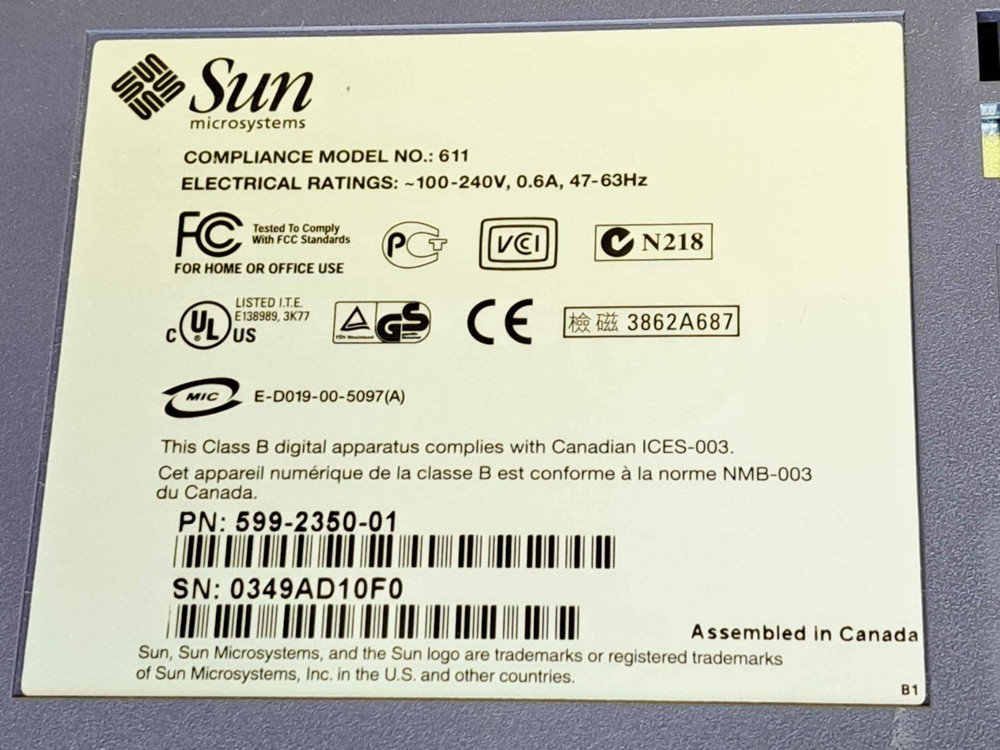 Sun
microsystems
COMPLIANCE MODEL NO.: 611
ELECTRICAL RATINGS: ~100-240V, 0.6A, 47-63Hz
FC Tested To Comply
With FCC Standards
FOR HOME OR OFFICE USE
PCT
VCI
N218
c UL US
LISTED I.T.E.
E138989, 3K77
TÜV Rheinland
GS
CE
檢磁 3862A687
MIC E-D019-00-5097(A)
This Class B digital apparatus complies with Canadian ICES-003.
Cet appareil numérique de la classe B est conforme à la norme NMB-003
du Canada.
PN: 599-2350-01
SN: 0349AD10F0
Assembled in Canada
Sun, Sun Microsystems, and the Sun logo are trademarks or registered trademarks
of Sun Microsystems, Inc. in the U.S. and other countries.
B1